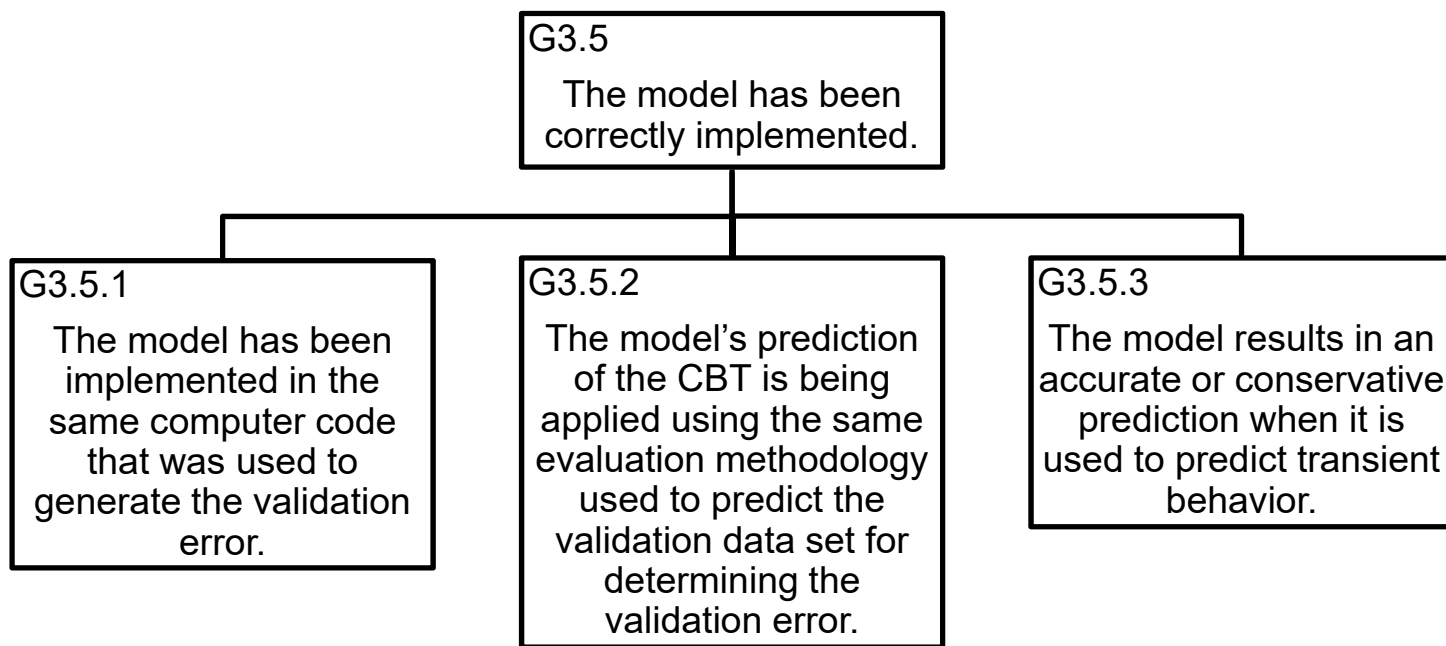 G3.5
The model has been
correctly implemented.
G3.5.1
The model has been
implemented in the
same computer code
that was used to
generate the validation
error.
G3.5.2
The model’s prediction
of the CBT is being
applied using the same
evaluation methodology
used to predict the
validation data set for
determining the
validation error.
G3.5.3
The model results in an
accurate or conservative
prediction when it is
used to predict transient
behavior.